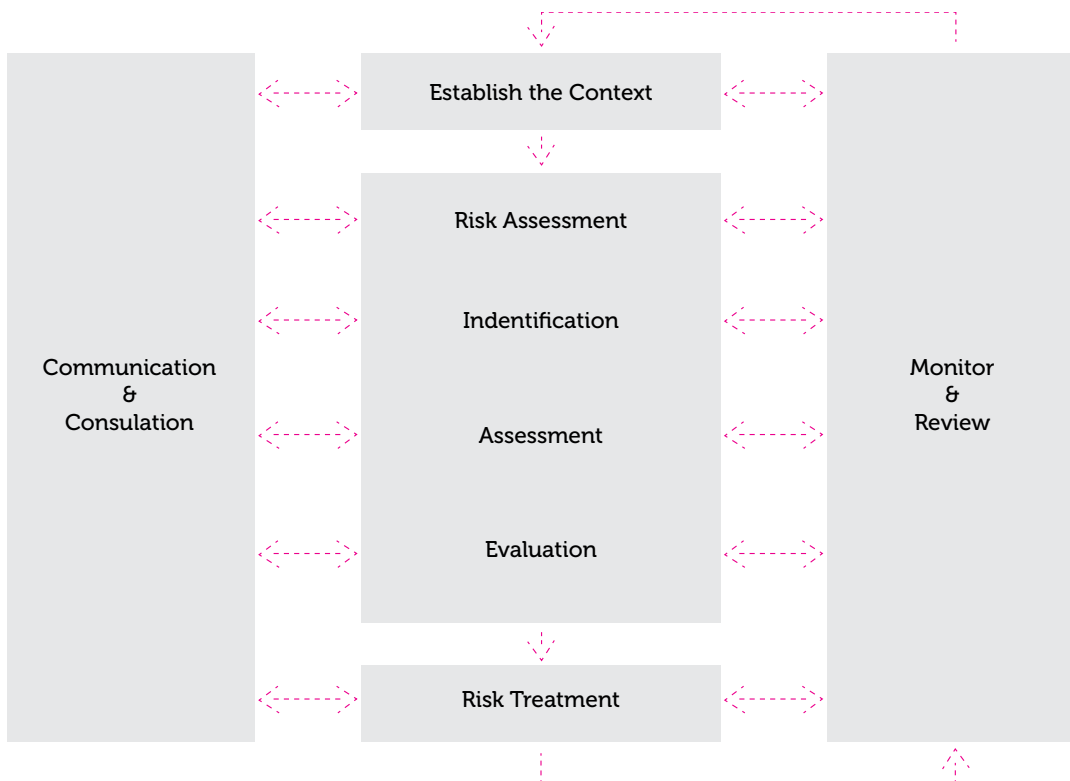 Establish the Context
Risk Assessment
Indentification
Communication
&
Consulation
Assessment
Evaluation
Risk Treatment
Monitor
&
Review